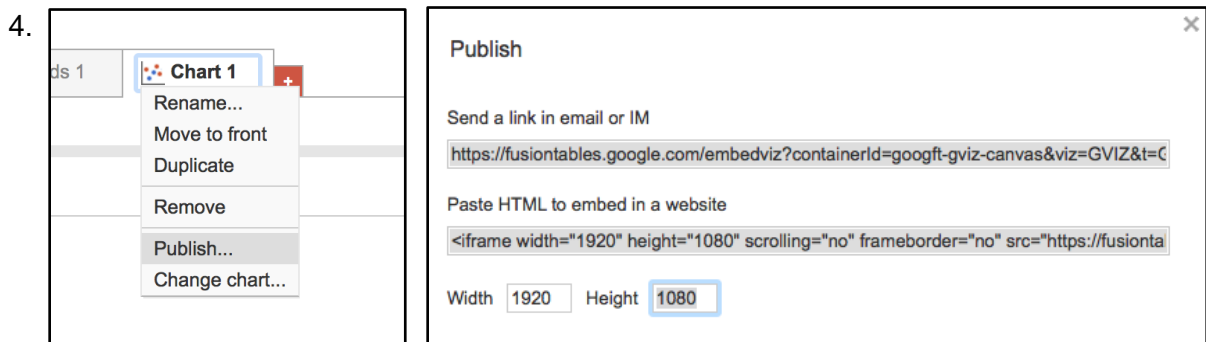 4.
ds 1
Chart 1
+
Rename...
Move to front
Duplicate
Remove
Publish...
Change chart...
×
Publish
Send a link in email or IM
https://fusiontables.google.com/embedviz?containerId=googft-gviz-canvas&viz=GVIZ&t=G
Paste HTML to embed in a website
<iframe width="1920" height="1080" scrolling="no" frameborder="no" src="https://fusionta
Width 1920 Height 1080